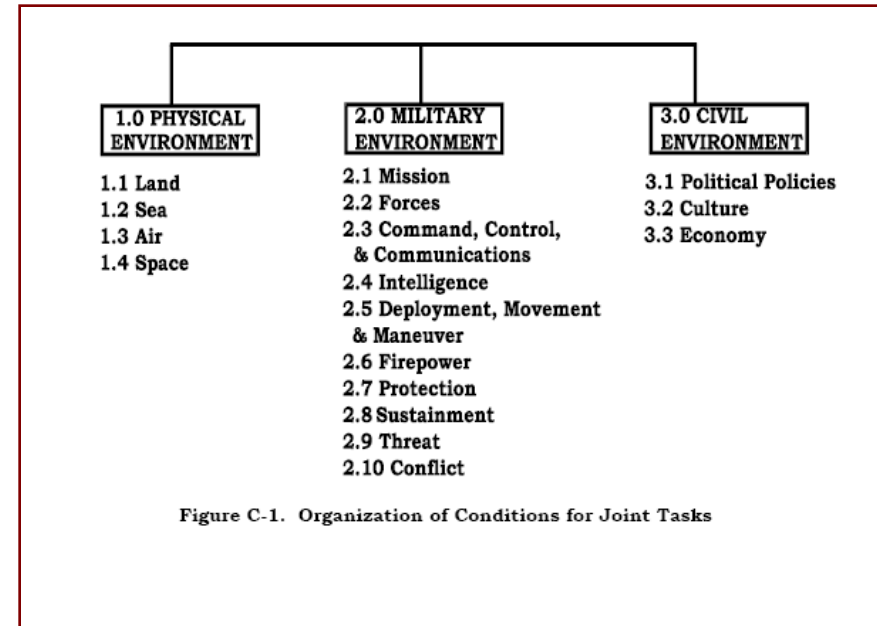 1.0 PHYSICAL
ENVIRONMENT
1.1 Land
1.2 Sea
1.3 Air
1.4 Space
2.0 MILITARY
ENVIRONMENT
2.1 Mission
2.2 Forces
2.3 Command, Control,
& Communications
2.4 Intelligence
2.5 Deployment, Movement
& Maneuver
2.6 Firepower
2.7 Protection
2.8 Sustainment
2.9 Threat
2.10 Conflict
3.0 CIVIL
ENVIRONMENT
3.1 Political Policies
3.2 Culture
3.3 Economy
Figure C-1. Organization of Conditions for Joint Tasks